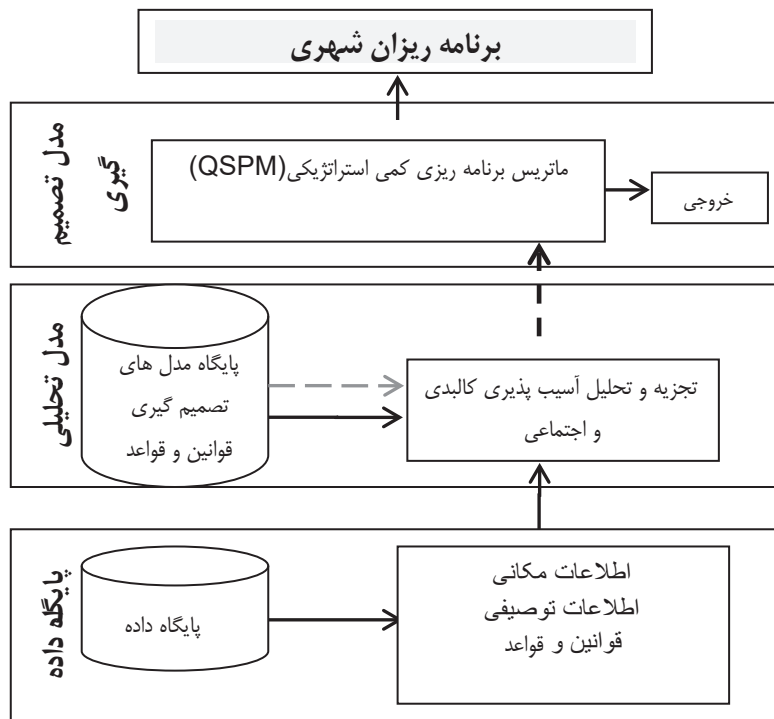 برنامه ریزان شهری
مدل تصمیم
گیری
ماتریس برنامه ریزی کمی استراتژیکی(QSPM)
خروجی
مدل تحلیلی
پایگاه مدل های
تصمیم گیری
قوانین و قواعد
تجزیه و تحلیل آسیب پذیری کالبدی
و اجتماعی
پایگاه داده
پایگاه داده
اطلاعات مکانی
اطلاعات توصیفی
قوانین و قواعد